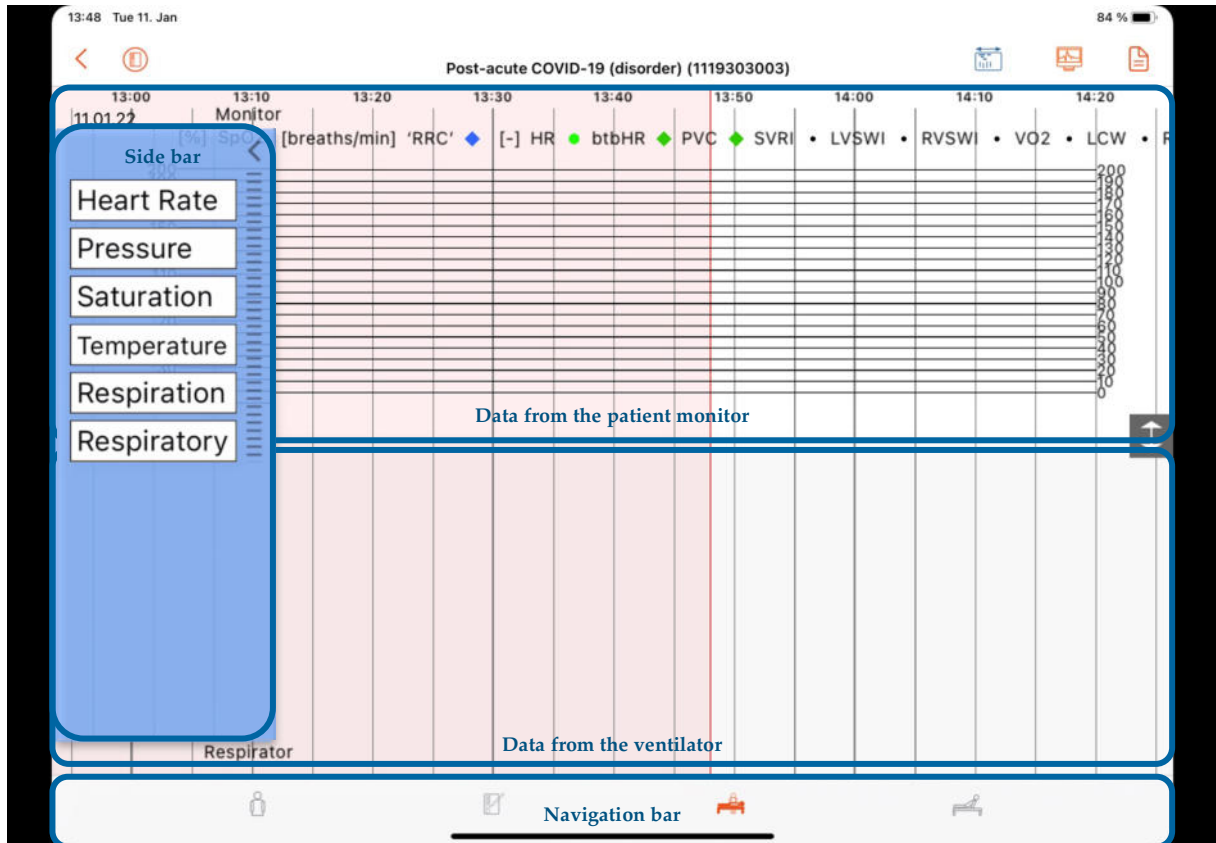 13:48 Tue 11. Jan 84 %
Post-acute COVID-19 (disorder) (1119303003)
13:00 13:10 13:20 13:30 13:40 13:50 14:00 14:10 14:20
11.01.22 Monitor
[%] SpO [breaths/min] ‘RRC’ [-] HR btbHR PVC SVRI • LVSWI • RVSWI • VO2 • LCW •
Side bar
Heart Rate
Pressure
Saturation
Temperature
Respiration
Respiratory
200
190
180
170
160
150
140
130
120
110
100
90
80
70
60
50
40
30
20
10
0
Data from the patient monitor
Data from the ventilator
Respirator
Navigation bar